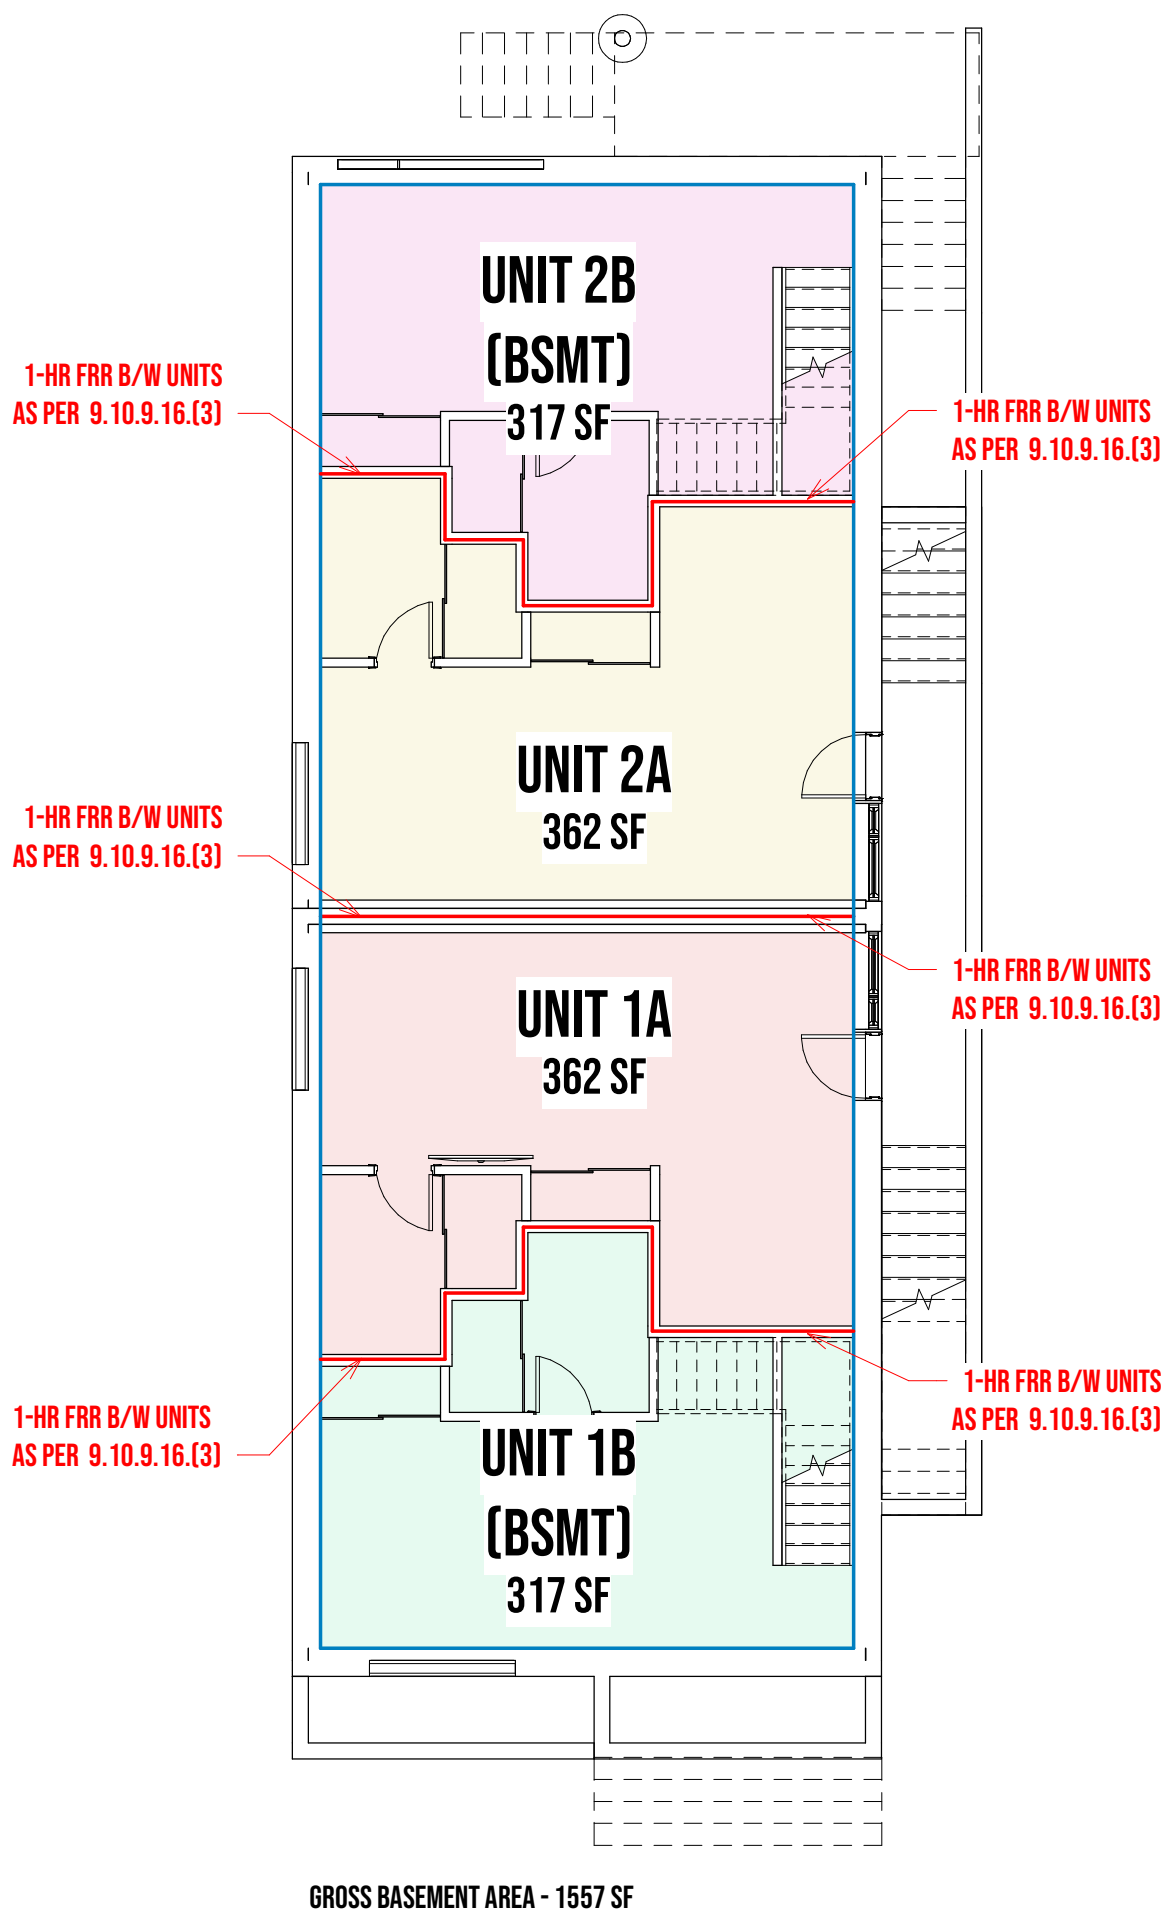 UNIT 2B
(BSMT)
317 SF
1-HR FRR B/W UNITS
AS PER 9.10.9.16.(3)
1-HR FRR B/W UNITS
AS PER 9.10.9.16.(3)
UNIT 2A
362 SF
1-HR FRR B/W UNITS
AS PER 9.10.9.16.(3)
1-HR FRR B/W UNITS
AS PER 9.10.9.16.(3)
UNIT 1A
362 SF
1-HR FRR B/W UNITS
AS PER 9.10.9.16.(3)
1-HR FRR B/W UNITS
AS PER 9.10.9.16.(3)
UNIT 1B
(BSMT)
317 SF
GROSS BASEMENT AREA - 1557 SF